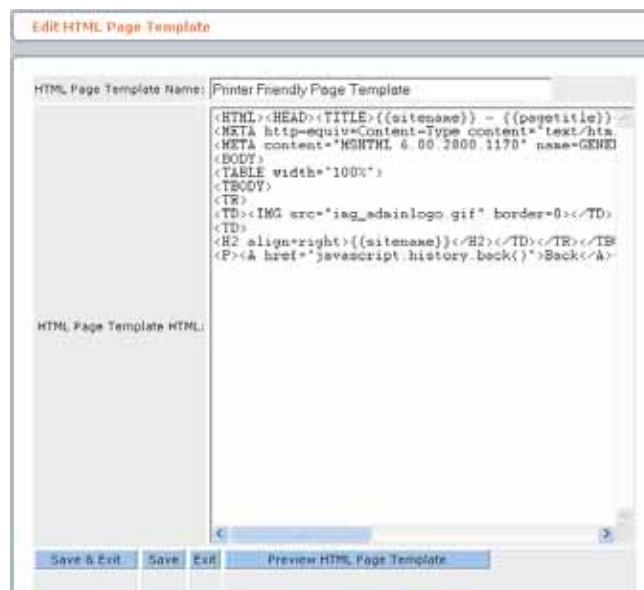 Edit HTML Page Template
HTML Page Template Name: Printer Friendly Page Template
<HTML><HEAD><TITLE>{{sitename}} - {{pagetitle}}
<META http-equiv=Content-Type content="text/htm
<META content="MSHTML 6.00.2800.1170" name=GENE
<BODY>
<TABLE width="100%">
<TBODY>
<TR>
<TD><IMG src="img_adminlogo.gif" border=0></TD>
<TD>
<H2 align=right>{{sitename}}</H2></TD></TR></TB
<P><A href="javascript.history.back()">Back</A>
HTML Page Template HTML:
Save & Exit Save Exit Preview HTML Page Template